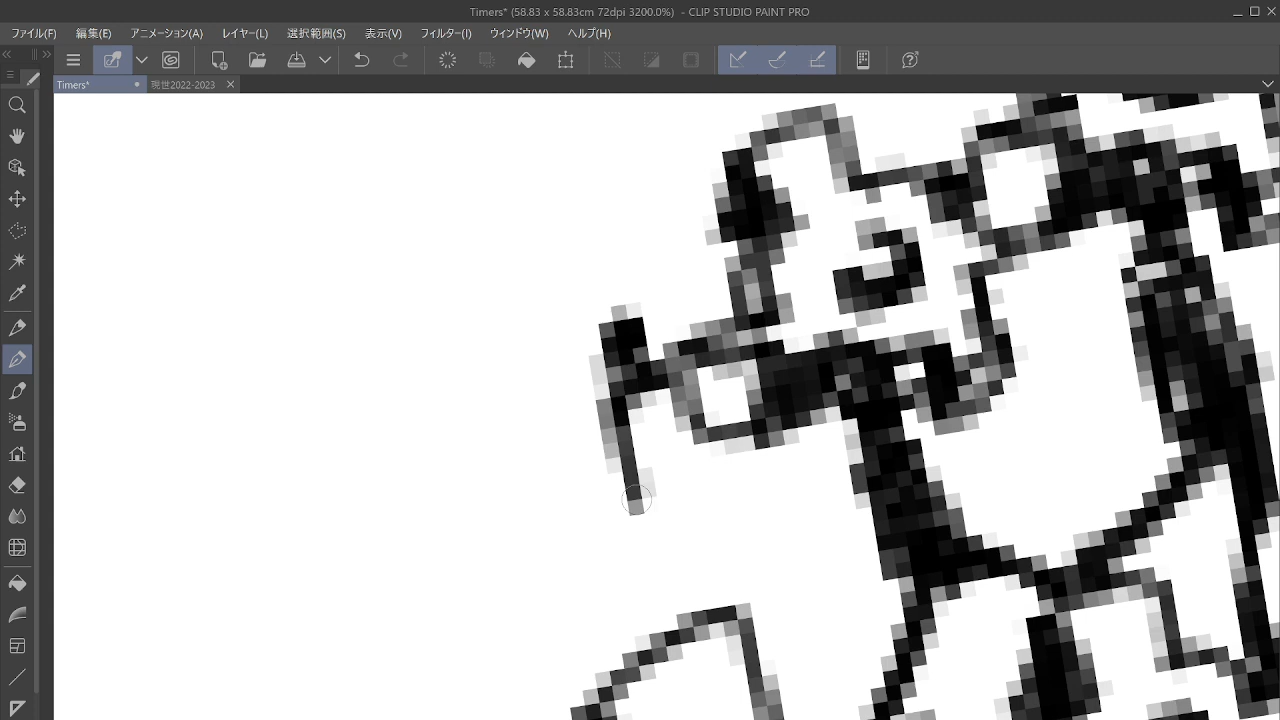 Timers* (58.83 x 58.83cm 72dpi 3200.0%)  - CLIP STUDIO PAINT PRO
ファイル(F) 編集(E) アニメーション(A) レイヤー(L) 選択範囲(S) 表示(V) フィルター(I) ウィンドウ(W) ヘルプ(H)
Timers* 現世2022-2023